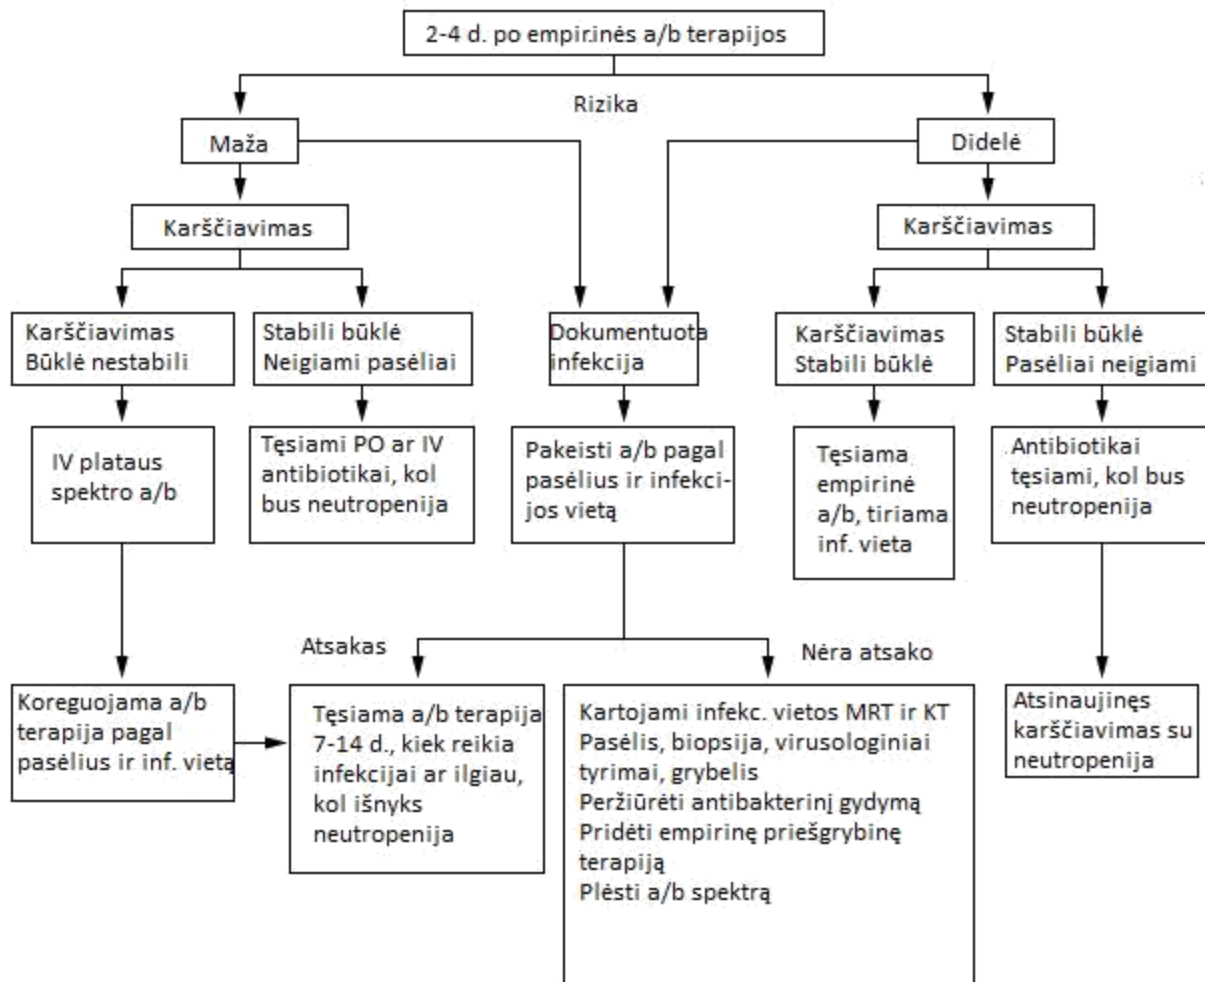 2-4 d. po empirinės a/b terapijos
Rizika
Maža
Didelė
Karščiavimas
Karščiavimas
Karščiavimas
Būklė nestabili
Stabili būklė
Neigiami pasėliai
Dokumentuota
infekcija
Karščiavimas
Stabili būklė
Stabili būklė
Pasėliai neigiami
IV plataus
spektro a/b
Tęsiami PO ar IV
antibiotikai, kol
bus neutropenija
Pakeisti a/b pagal
pasėlius ir infekci-
jos vietą
Tęsiama
empirinė
a/b, tiriama
inf. vieta
Antibiotikai
tęsiami, kol bus
neutropenija
Atsakas
Nėra atsako
Koreguojama a/b
terapija pagal
pasėlius ir inf. vietą
Tęsiama a/b terapija
7-14 d., kiek reikia
infekcijai ar ilgiau,
kol išnyks
neutropenija
Kartojami infekc. vietos MRT ir KT
Pasėlis, biopsija, virusologiniai
tyrimai, grybelis
Peržiūrėti antibakterinį gydymą
Pridėti empirinę priešgrybinę
terapiją
Plėsti a/b spektrą
Atsinaujinęs
karščiavimas su
neutropenija